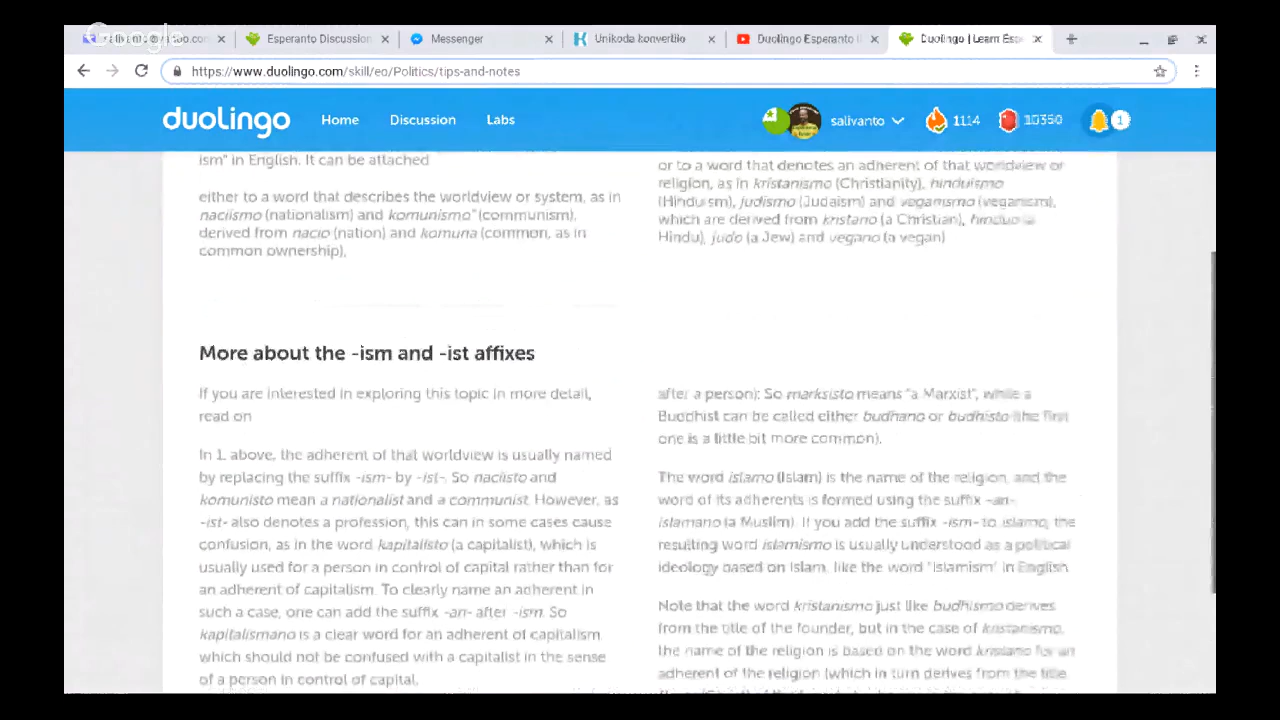 Google
salivanto@yahoo.com
Esperanto Discussion
Messenger
Unikoda konvertilo
Duolingo Esperanto
Duolingo | Learn Esp
https://www.duolingo.com/skill/eo/Politics/tips-and-notes
duolingo
Home
Discussion
Labs
salivanto
1114
10350
1
ism" in English. It can be attached
either to a word that describes the worldview or system, as in
naciismo (nationalism) and komunismo" (communism),
derived from nacio (nation) and komuna (common, as in
common ownership),
or to a word that denotes an adherent of that worldview or
religion, as in kristanismo (Christianity), hinduismo
(Hinduism), judismo (Judaism) and veganismo (veganism),
which are derived from kristano (a Christian), hinduo (a
Hindu), judo (a Jew) and vegano (a vegan)
More about the -ism and -ist affixes
If you are interested in exploring this topic in more detail,
read on
In 1. above, the adherent of that worldview is usually named
by replacing the suffix -ism- by -ist-. So naciisto and
komunisto mean a nationalist and a communist. However, as
-ist- also denotes a profession, this can in some cases cause
confusion, as in the word kapitalisto (a capitalist), which is
usually used for a person in control of capital rather than for
an adherent of capitalism. To clearly name an adherent in
such a case, one can add the suffix -an- after -ism. So
kapitalismano is a clear word for an adherent of capitalism
which should not be confused with a capitalist in the sense
of a person in control of capital.
after a person): So marksisto means "a Marxist", while a
Buddhist can be called either budhano or budhisto (the first
one is a little bit more common).
The word islamo (Islam) is the name of the religion, and the
word of its adherents is formed using the suffix -an-.
islamano (a Muslim). If you add the suffix -ism- to islamo, the
resulting word islamismo is usually understood as a political
ideology based on Islam, like the word "Islamism" in English
Note that the word kristanismo just like budhismo derives
from the title of the founder, but in the case of kristanismo,
the name of the religion is based on the word kristano for an
adherent of the religion (which in turn derives from the title